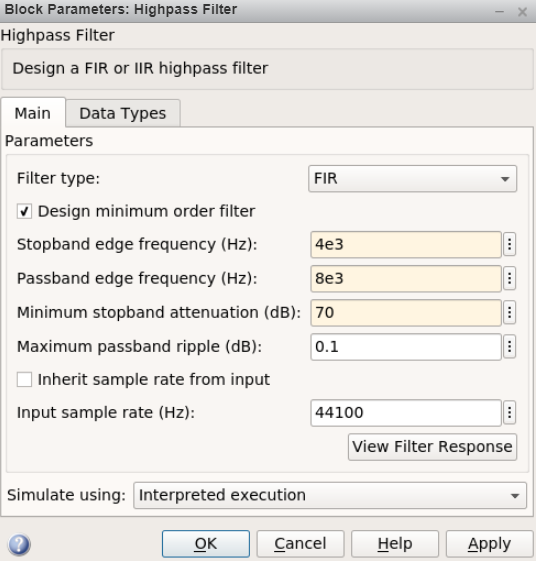 Block Parameters: Highpass Filter
Highpass Filter
Design a FIR or IIR highpass filter
Main Data Types
Parameters
Filter type: FIR
Design minimum order filter
Stopband edge frequency (Hz): 4e3
Passband edge frequency (Hz): 8e3
Minimum stopband attenuation (dB): 70
Maximum passband ripple (dB): 0.1
Inherit sample rate from input
Input sample rate (Hz): 44100
View Filter Response
Simulate using: Interpreted execution
? OK Cancel Help Apply